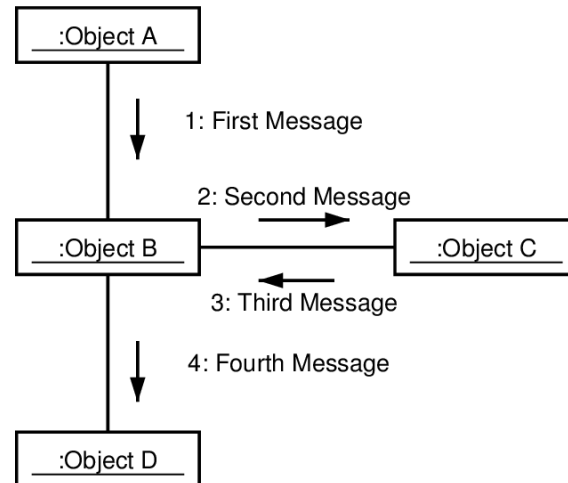 :Object A
1: First Message
2: Second Message
:Object B
:Object C
3: Third Message
4: Fourth Message
:Object D